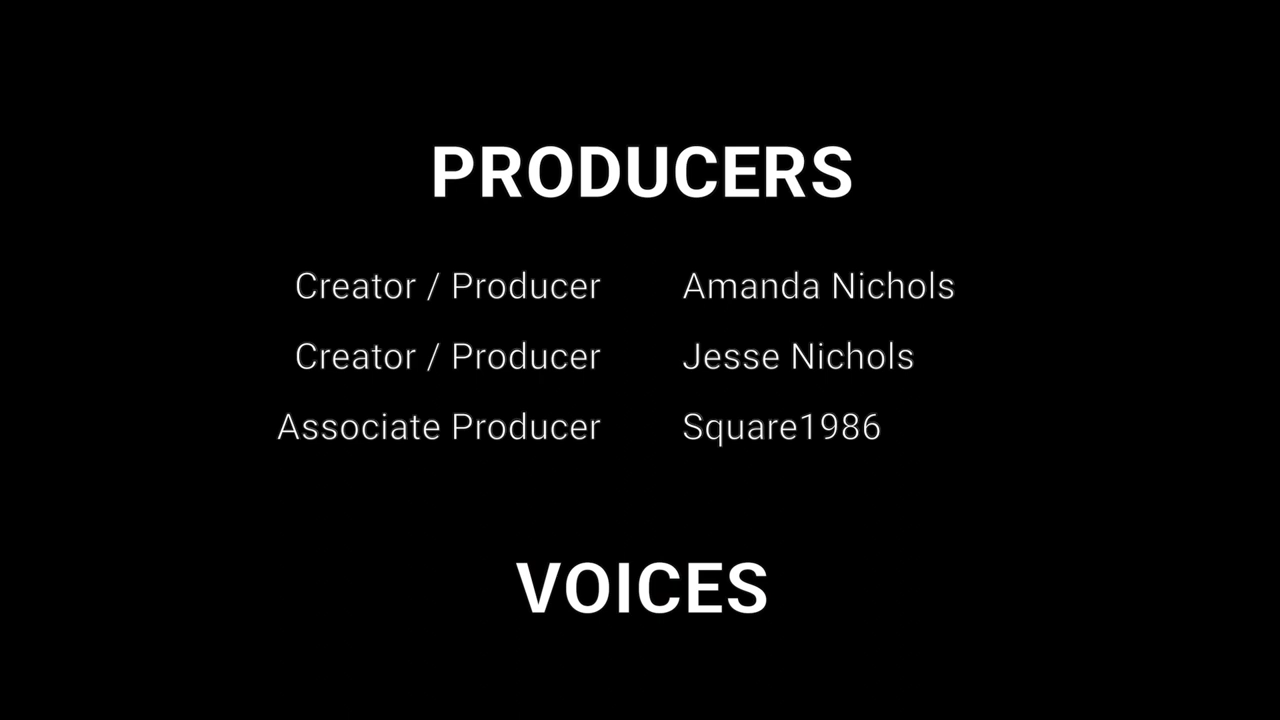 PRODUCERS
Creator / Producer Amanda Nichols
Creator / Producer Jesse Nichols
Associate Producer Square1986
VOICES